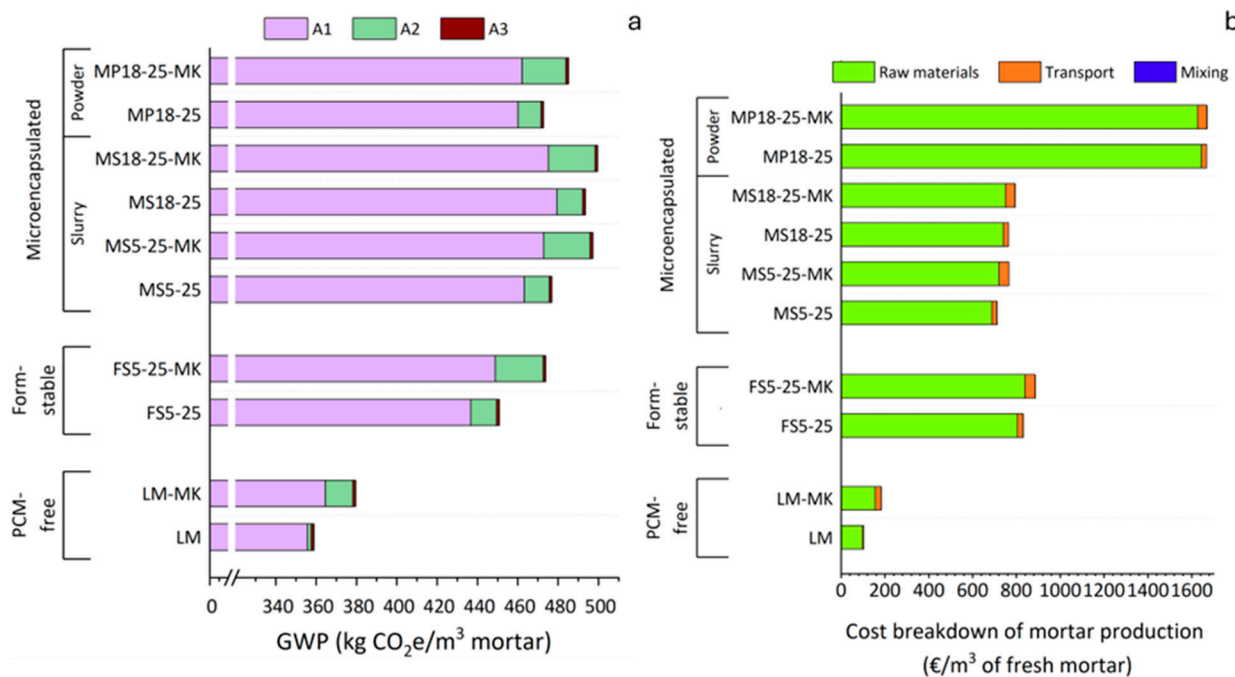 A1 A2 A3
a
Microencapsulated
Powder
MP18-25-MK
MP18-25
Slurry
MS18-25-MK
MS18-25
MS5-25-MK
MS5-25
Form-
stable
FS5-25-MK
FS5-25
PCM-
free
LM-MK
LM
0 340 360 380 400 420 440 460 480 500
GWP (kg CO₂e/m³ mortar)
b
Raw materials Transport Mixing
Microencapsulated
Powder
MP18-25-MK
MP18-25
Slurry
MS18-25-MK
MS18-25
MS5-25-MK
MS5-25
Form-
stable
FS5-25-MK
FS5-25
PCM-
free
LM-MK
LM
0 200 400 600 800 1000 1200 1400 1600
Cost breakdown of mortar production
(€/m³ of fresh mortar)